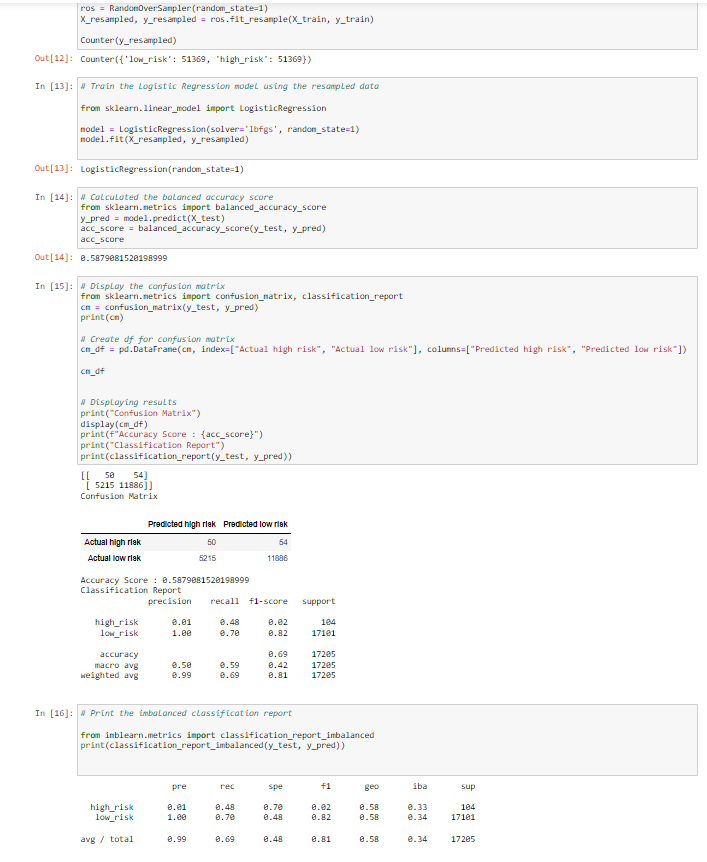 ros = RandomOverSampler(random_state=1)
X_resampled, y_resampled = ros.fit_resample(X_train, y_train)
Counter(y_resampled)
Out[12]: Counter({'low_risk': 51369, 'high_risk': 51369})
In [13]: # Train the Logistic Regression model using the resampled data
from sklearn.linear_model import LogisticRegression
model = LogisticRegression(solver='lbfgs', random_state=1)
model.fit(X_resampled, y_resampled)
Out[13]: LogisticRegression(random_state=1)
In [14]: # Calculated the balanced accuracy score
from sklearn.metrics import balanced_accuracy_score
y_pred = model.predict(X_test)
acc_score = balanced_accuracy_score(y_test, y_pred)
acc_score
Out[14]: 0.5879081520198999
In [15]: # Display the confusion matrix
from sklearn.metrics import confusion_matrix, classification_report
cm = confusion_matrix(y_test, y_pred)
print(cm)
# Create df for confusion matrix
cm_df = pd.DataFrame(cm, index=["Actual high risk", "Actual low risk"], columns=["Predicted high risk", "Predicted low risk"])
cm_df
# Displaying results
print("Confusion Matrix")
display(cm_df)
print(f"Accuracy Score : {acc_score}")
print("Classification Report")
print(classification_report(y_test, y_pred))
[[   50    54]
[ 5215 11886]]
Confusion Matrix
Predicted high risk Predicted low risk
Actual high risk 50 54
Actual low risk 5215 11886
Accuracy Score : 0.5879081520198999
Classification Report
precision recall f1-score support
high_risk 0.01 0.48 0.02 104
low_risk 1.00 0.70 0.82 17101
accuracy 0.69 17205
macro avg 0.50 0.59 0.42 17205
weighted avg 0.99 0.69 0.81 17205
In [16]: # Print the imbalanced classification report
from imblearn.metrics import classification_report_imbalanced
print(classification_report_imbalanced(y_test, y_pred))
pre rec spe f1 geo iba sup
high_risk 0.01 0.48 0.70 0.02 0.58 0.33 104
low_risk 1.00 0.70 0.48 0.82 0.58 0.34 17101
avg / total 0.99 0.69 0.48 0.81 0.58 0.34 17205